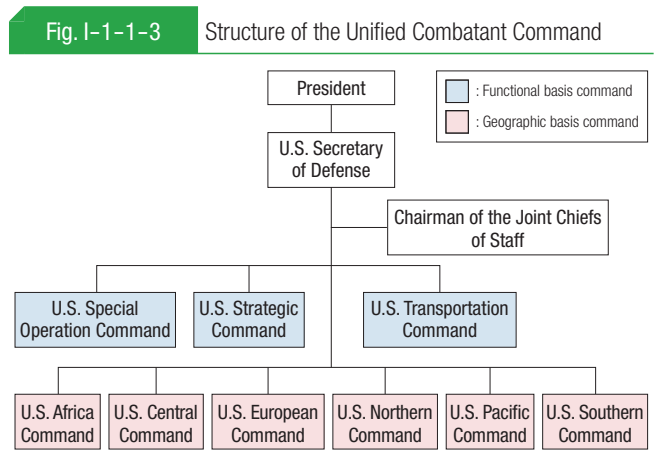 Fig. I-1-1-3
Structure of the Unified Combatant Command
President
: Functional basis command
: Geographic basis command
U.S. Secretary
of Defense
Chairman of the Joint Chiefs
of Staff
U.S. Special
Operation Command
U.S. Strategic
Command
U.S. Transportation
Command
U.S. Africa
Command
U.S. Central
Command
U.S. European
Command
U.S. Northern
Command
U.S. Pacific
Command
U.S. Southern
Command